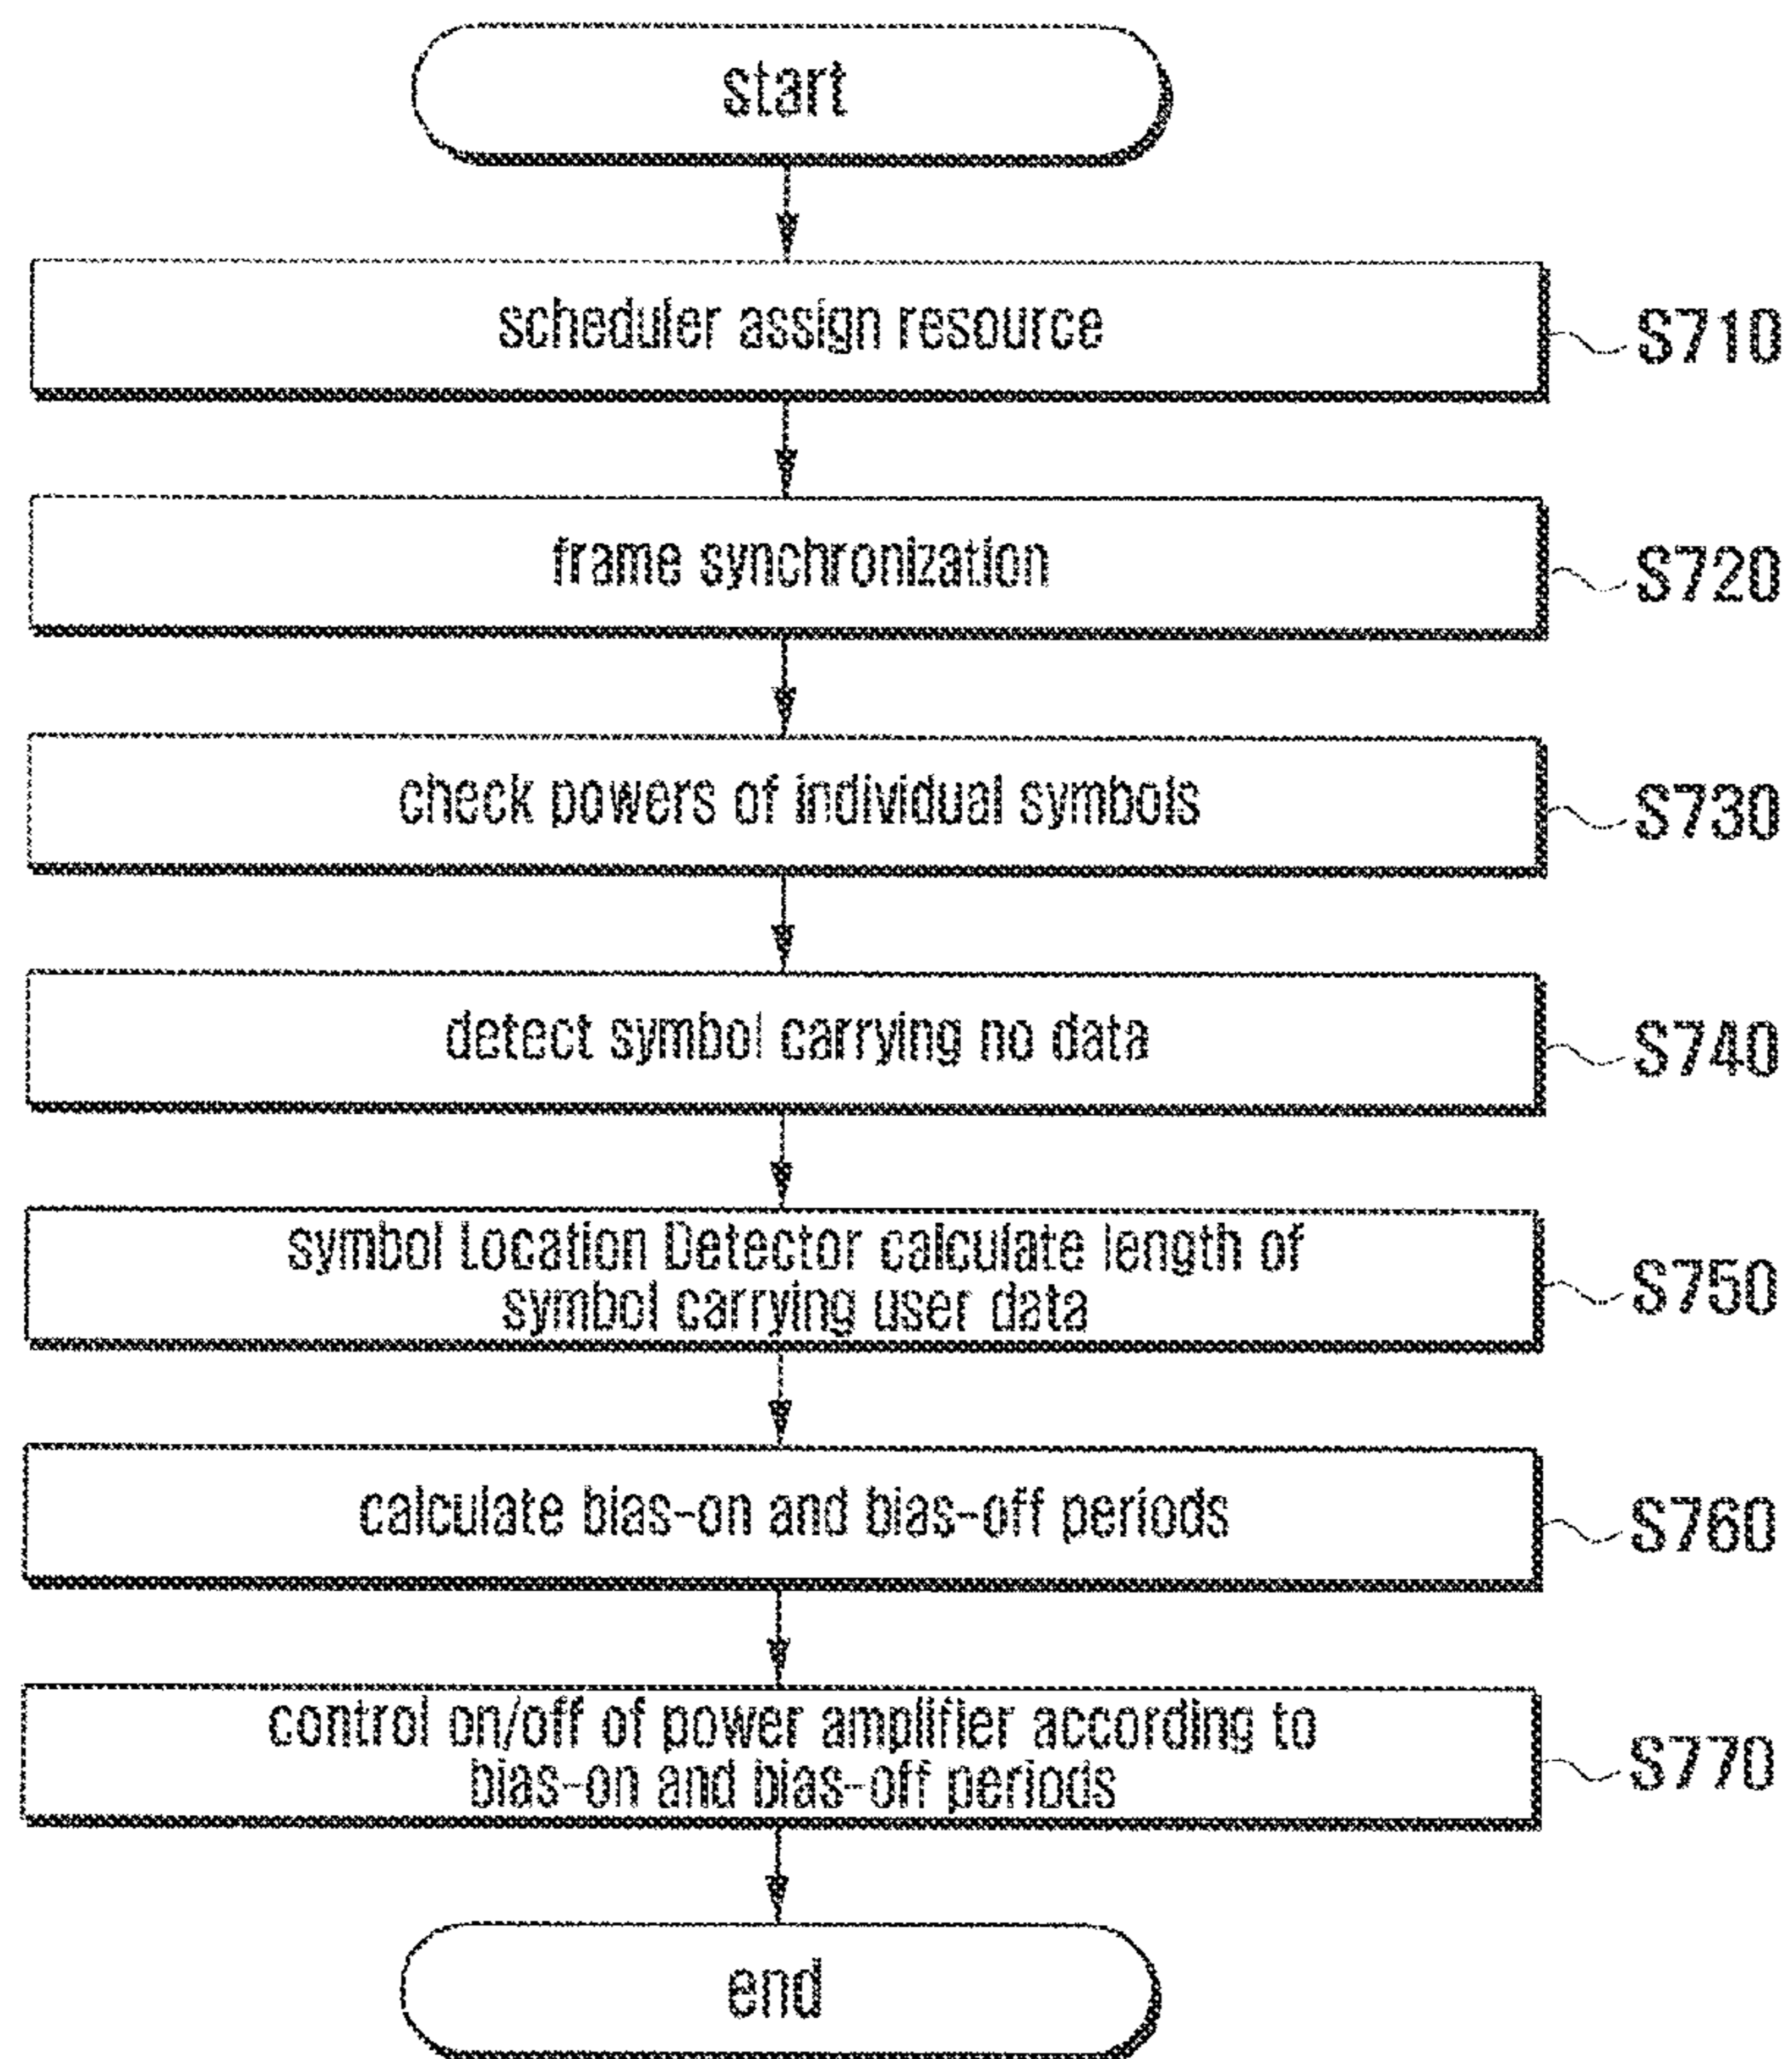 start
scheduler assign resource
S710
frame synchronization
S720
check powers of individual symbols
S730
detect symbol carrying no data
S740
symbol Location Detector calculate length of
symbol carrying user data
S750
calculate bias-on and bias-off periods
S760
control on/off of power amplifier according to
bias-on and bias-off periods
S770
end